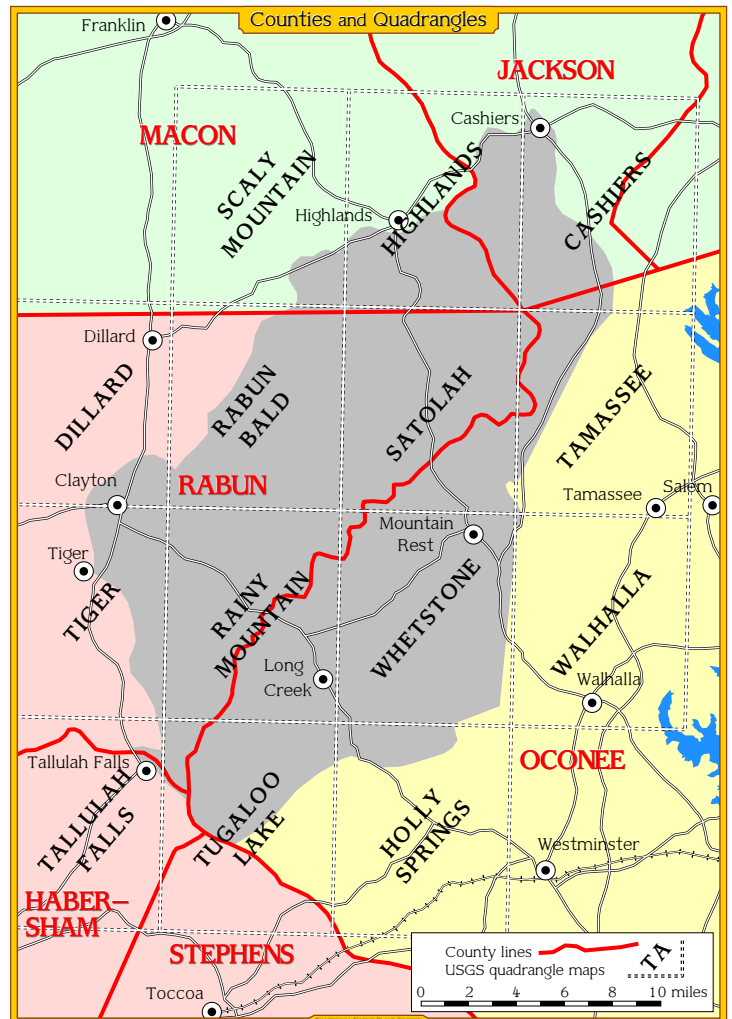 Counties and Quadrangles
Franklin
JACKSON
Cashiers
MACON
SCALY
MOUNTAIN
HIGHLANDS
CASHIERS
Highlands
Dillard
DILLARD
RABUN
BALD
SATOLAH
TAMASSEE
Clayton
RABUN
Tamassee
Salem
Mountain
Rest
Tiger
TIGER
RAINY
MOUNTAIN
WHETSTONE
WALHALLA
Long
Creek
Walhalla
Tallulah Falls
OCONEE
TALLULAH
FALLS
TUGALOO
LAKE
HOLLY
SPRINGS
Westminster
HABER–
SHAM
STEPHENS
Toccoa
County lines
USGS quadrangle maps
TA
0 2 4 6 8 10 miles